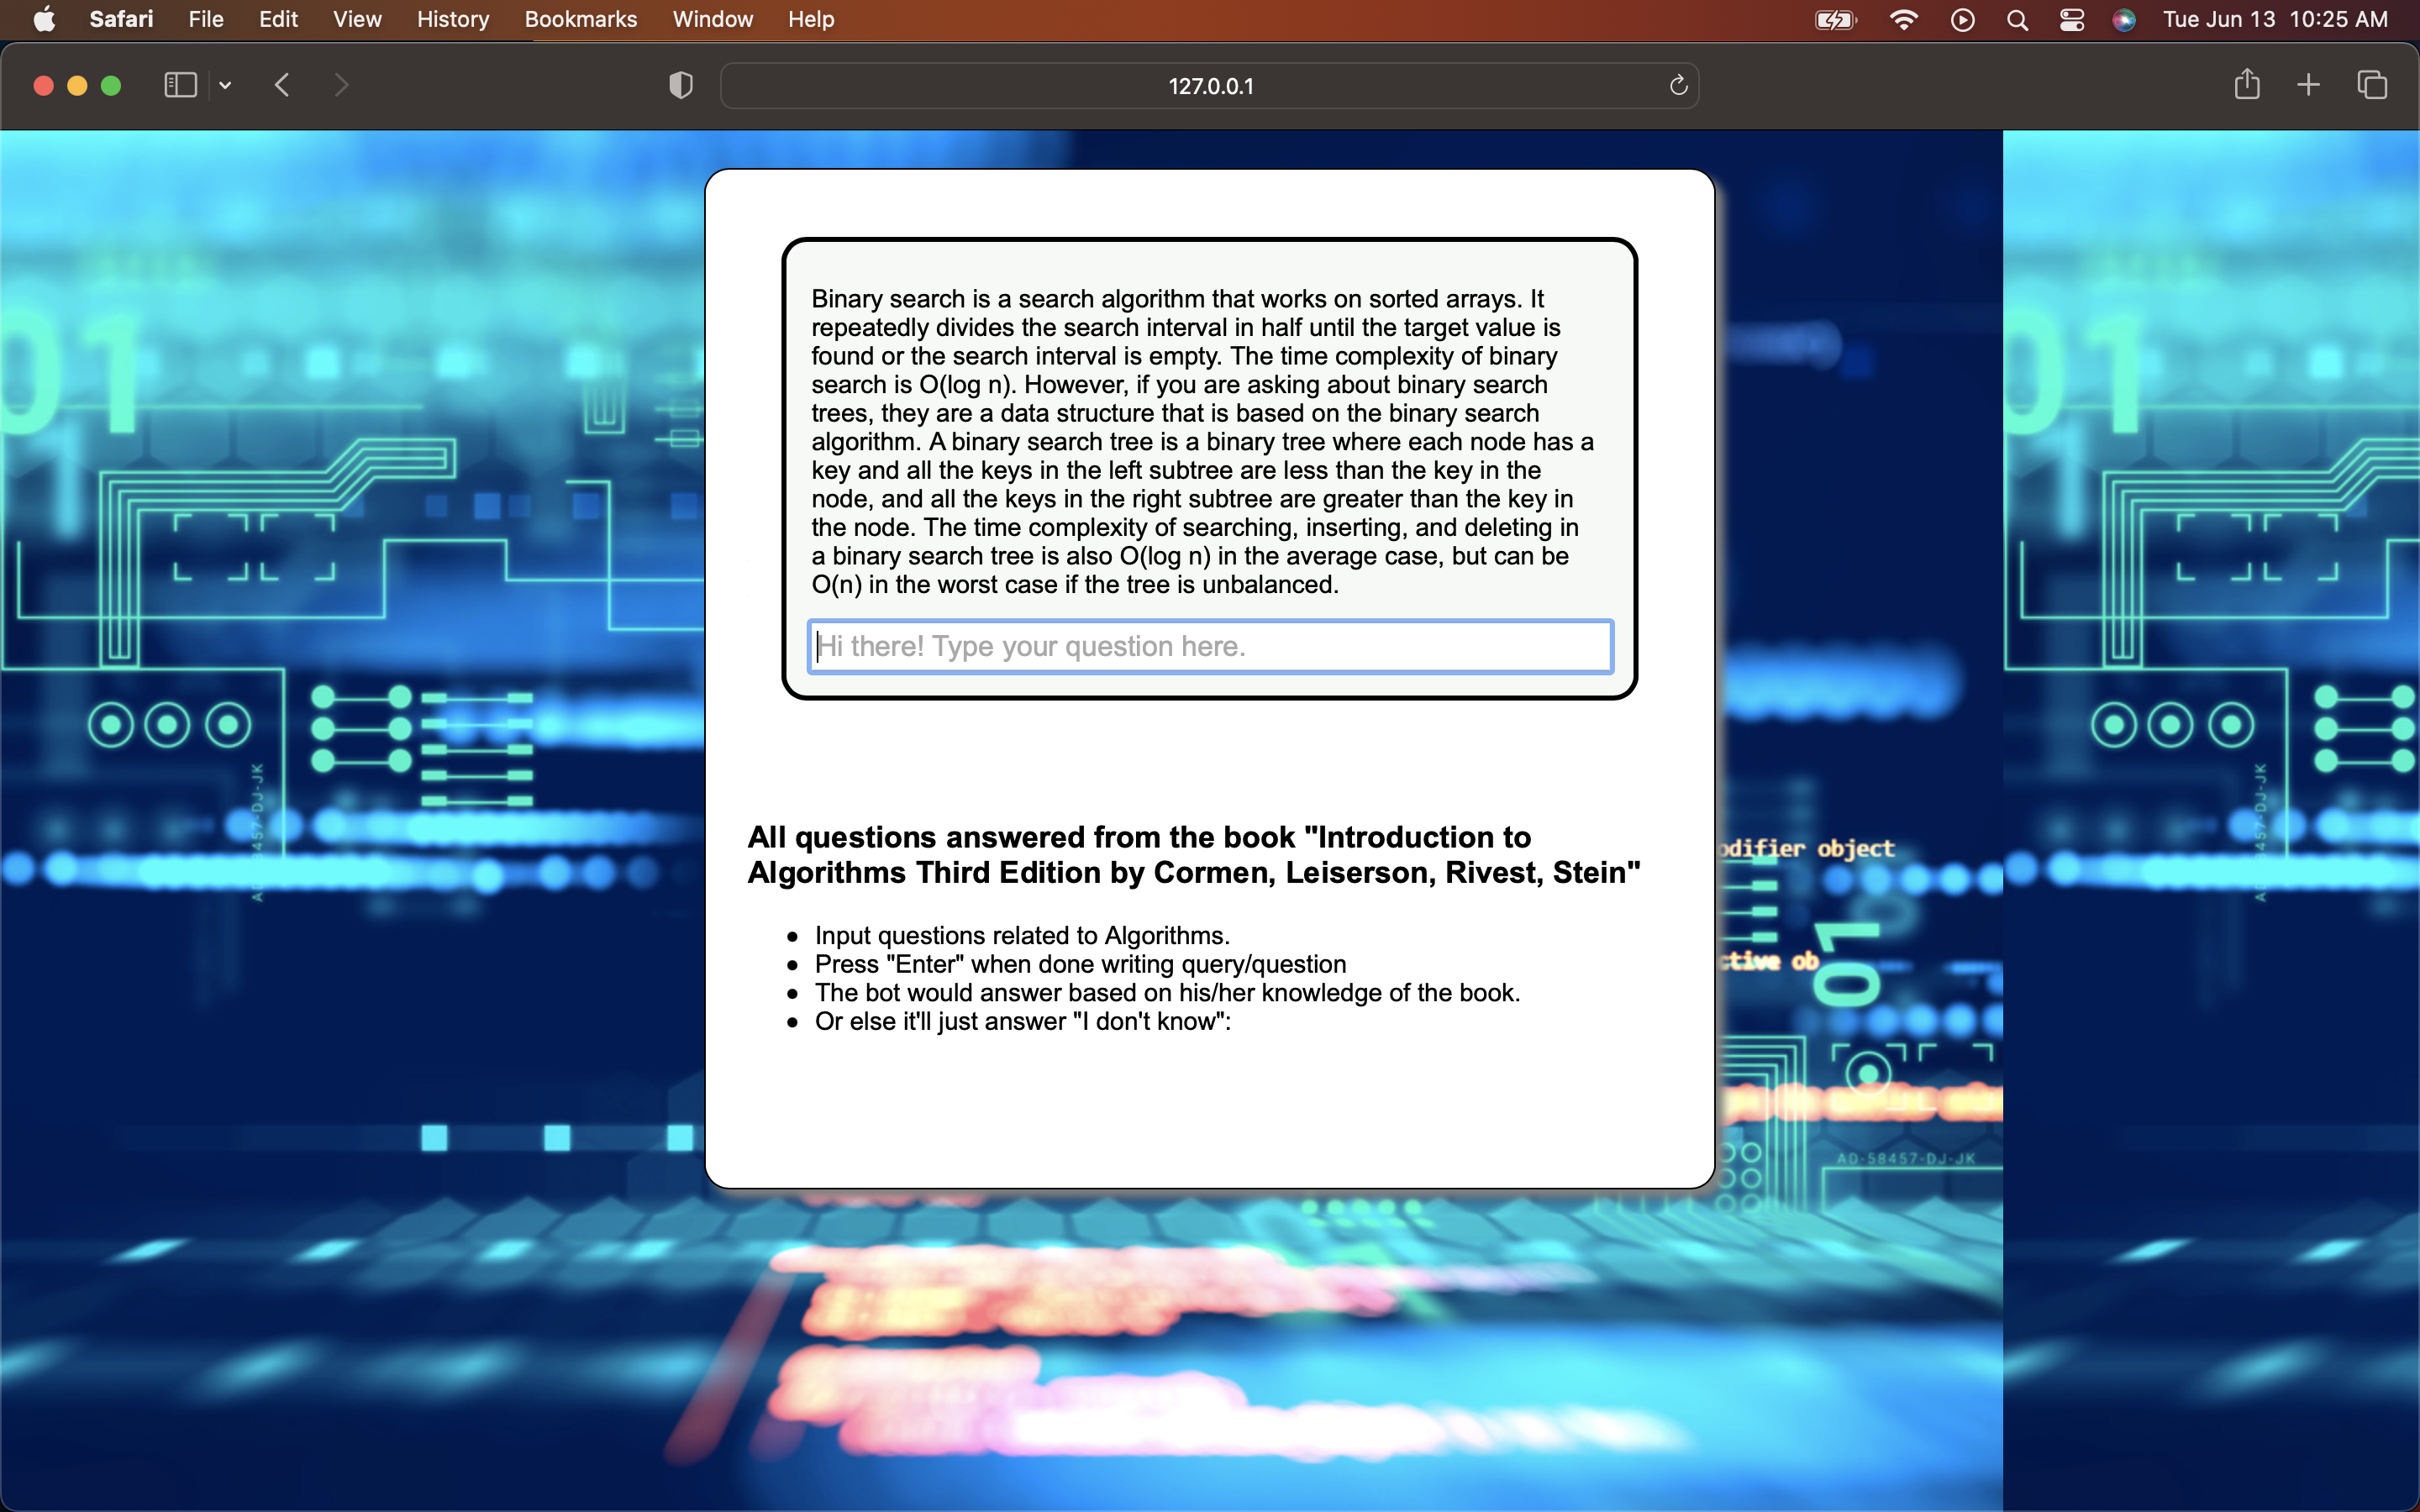 Safari File Edit View History Bookmarks Window Help Tue Jun 13 10:25 AM
127.0.0.1
Binary search is a search algorithm that works on sorted arrays. It
repeatedly divides the search interval in half until the target value is
found or the search interval is empty. The time complexity of binary
search is O(log n). However, if you are asking about binary search
trees, they are a data structure that is based on the binary search
algorithm. A binary search tree is a binary tree where each node has a
key and all the keys in the left subtree are less than the key in the
node, and all the keys in the right subtree are greater than the key in
the node. The time complexity of searching, inserting, and deleting in
a binary search tree is also O(log n) in the average case, but can be
O(n) in the worst case if the tree is unbalanced.
Hi there! Type your question here.
All questions answered from the book "Introduction to
Algorithms Third Edition by Cormen, Leiserson, Rivest, Stein"
Input questions related to Algorithms.
Press "Enter" when done writing query/question
The bot would answer based on his/her knowledge of the book.
Or else it'll just answer "I don't know":
01
1
01
1
odifier object
ctive ob
01
AD-58457-DJ-JK